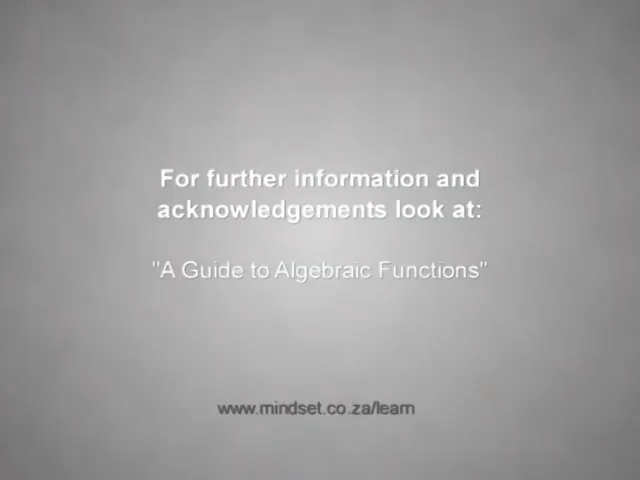 For further information and
acknowledgements look at:
"A Guide to Algebraic Functions"
www.mindset.co.za/learn